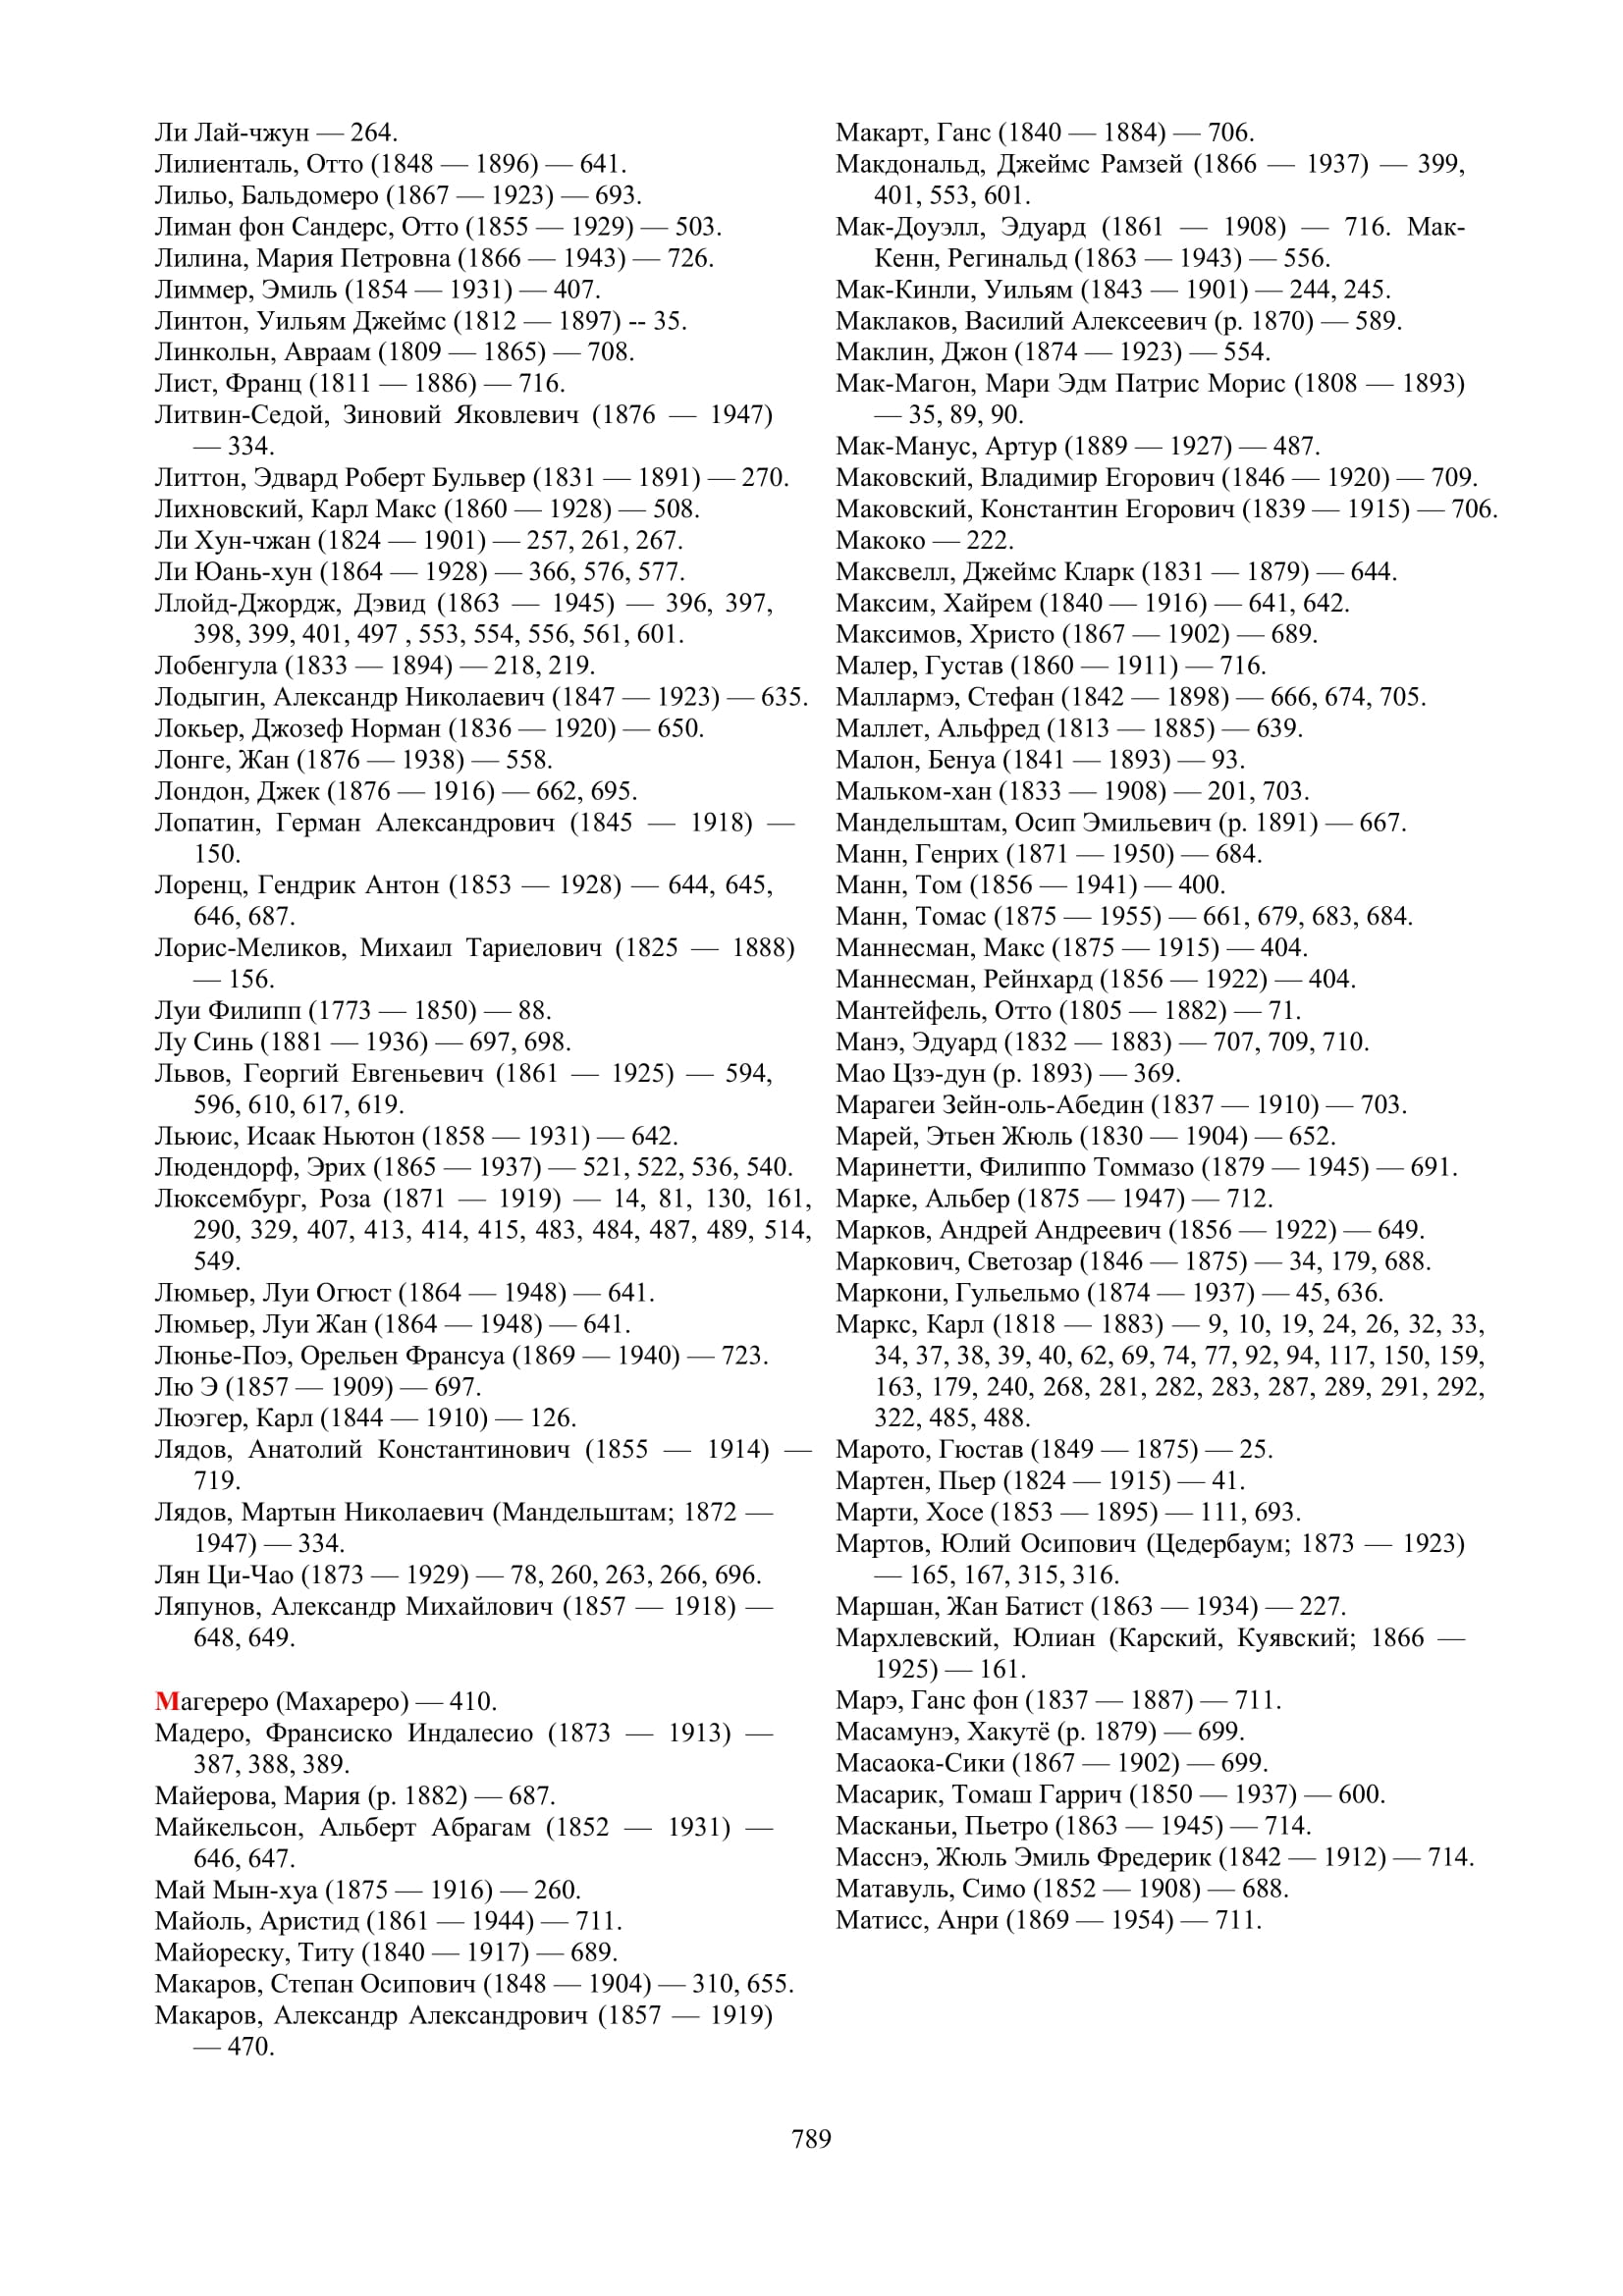 Ли Лай-чжун — 264.
Лилиенталь, Отто (1848 — 1896) — 641.
Лильо, Бальдомеро (1867 — 1923) — 693.
Лиман фон Сандерс, Отто (1855 — 1929) — 503.
Лилина, Мария Петровна (1866 — 1943) — 726.
Лиммер, Эмиль (1854 — 1931) — 407.
Линтон, Уильям Джеймс (1812 — 1897) -- 35.
Линкольн, Авраам (1809 — 1865) — 708.
Лист, Франц (1811 — 1886) — 716.
Литвин-Седой, Зиновий Яковлевич (1876 — 1947)
— 334.
Литтон, Эдвард Роберт Бульвер (1831 — 1891) — 270.
Лихновский, Карл Макс (1860 — 1928) — 508.
Ли Хун-чжан (1824 — 1901) — 257, 261, 267.
Ли Юань-хун (1864 — 1928) — 366, 576, 577.
Ллойд-Джордж, Дэвид (1863 — 1945) — 396, 397,
398, 399, 401, 497 , 553, 554, 556, 561, 601.
Лобенгула (1833 — 1894) — 218, 219.
Лодыгин, Александр Николаевич (1847 — 1923) — 635.
Локьер, Джозеф Норман (1836 — 1920) — 650.
Лонге, Жан (1876 — 1938) — 558.
Лондон, Джек (1876 — 1916) — 662, 695.
Лопатин, Герман Александрович (1845 — 1918) —
150.
Лоренц, Гендрик Антон (1853 — 1928) — 644, 645,
646, 687.
Лорис-Меликов, Михаил Тариелович (1825 — 1888)
— 156.
Луи Филипп (1773 — 1850) — 88.
Лу Синь (1881 — 1936) — 697, 698.
Львов, Георгий Евгеньевич (1861 — 1925) — 594,
596, 610, 617, 619.
Льюис, Исаак Ньютон (1858 — 1931) — 642.
Людендорф, Эрих (1865 — 1937) — 521, 522, 536, 540.
Люксембург, Роза (1871 — 1919) — 14, 81, 130, 161,
290, 329, 407, 413, 414, 415, 483, 484, 487, 489, 514,
549.
Люмьер, Луи Огюст (1864 — 1948) — 641.
Люмьер, Луи Жан (1864 — 1948) — 641.
Люнье-Поэ, Орельен Франсуа (1869 — 1940) — 723.
Лю Э (1857 — 1909) — 697.
Люэгер, Карл (1844 — 1910) — 126.
Лядов, Анатолий Константинович (1855 — 1914) —
719.
Лядов, Мартын Николаевич (Мандельштам; 1872 —
1947) — 334.
Лян Ци-Чао (1873 — 1929) — 78, 260, 263, 266, 696.
Ляпунов, Александр Михайлович (1857 — 1918) —
648, 649.
Магереро (Махареро) — 410.
Мадеро, Франсиско Индалесио (1873 — 1913) —
387, 388, 389.
Майерова, Мария (р. 1882) — 687.
Майкельсон, Альберт Абрагам (1852 — 1931) —
646, 647.
Май Мын-хуа (1875 — 1916) — 260.
Майоль, Аристид (1861 — 1944) — 711.
Майореску, Титу (1840 — 1917) — 689.
Макаров, Степан Осипович (1848 — 1904) — 310, 655.
Макаров, Александр Александрович (1857 — 1919)
— 470.
Макарт, Ганс (1840 — 1884) — 706.
Макдональд, Джеймс Рамзей (1866 — 1937) — 399,
401, 553, 601.
Мак-Доуэлл, Эдуард (1861 — 1908) — 716. Мак-
Кенн, Регинальд (1863 — 1943) — 556.
Мак-Кинли, Уильям (1843 — 1901) — 244, 245.
Маклаков, Василий Алексеевич (р. 1870) — 589.
Маклин, Джон (1874 — 1923) — 554.
Мак-Магон, Мари Эдм Патрис Морис (1808 — 1893)
— 35, 89, 90.
Мак-Манус, Артур (1889 — 1927) — 487.
Маковский, Владимир Егорович (1846 — 1920) — 709.
Маковский, Константин Егорович (1839 — 1915) — 706.
Макоко — 222.
Максвелл, Джеймс Кларк (1831 — 1879) — 644.
Максим, Хайрем (1840 — 1916) — 641, 642.
Максимов, Христо (1867 — 1902) — 689.
Малер, Густав (1860 — 1911) — 716.
Маллармэ, Стефан (1842 — 1898) — 666, 674, 705.
Маллет, Альфред (1813 — 1885) — 639.
Малон, Бенуа (1841 — 1893) — 93.
Мальком-хан (1833 — 1908) — 201, 703.
Мандельштам, Осип Эмильевич (р. 1891) — 667.
Манн, Генрих (1871 — 1950) — 684.
Манн, Том (1856 — 1941) — 400.
Манн, Томас (1875 — 1955) — 661, 679, 683, 684.
Маннесман, Макс (1875 — 1915) — 404.
Маннесман, Рейнхард (1856 — 1922) — 404.
Мантейфель, Отто (1805 — 1882) — 71.
Манэ, Эдуард (1832 — 1883) — 707, 709, 710.
Мао Цзэ-дун (р. 1893) — 369.
Марагеи Зейн-оль-Абедин (1837 — 1910) — 703.
Марей, Этьен Жюль (1830 — 1904) — 652.
Маринетти, Филиппо Томмазо (1879 — 1945) — 691.
Марке, Альбер (1875 — 1947) — 712.
Марков, Андрей Андреевич (1856 — 1922) — 649.
Маркович, Светозар (1846 — 1875) — 34, 179, 688.
Маркони, Гульельмо (1874 — 1937) — 45, 636.
Маркс, Карл (1818 — 1883) — 9, 10, 19, 24, 26, 32, 33,
34, 37, 38, 39, 40, 62, 69, 74, 77, 92, 94, 117, 150, 159,
163, 179, 240, 268, 281, 282, 283, 287, 289, 291, 292,
322, 485, 488.
Марото, Гюстав (1849 — 1875) — 25.
Мартен, Пьер (1824 — 1915) — 41.
Марти, Хосе (1853 — 1895) — 111, 693.
Мартов, Юлий Осипович (Цедербаум; 1873 — 1923)
— 165, 167, 315, 316.
Маршан, Жан Батист (1863 — 1934) — 227.
Мархлевский, Юлиан (Карский, Куявский; 1866 —
1925) — 161.
Марэ, Ганс фон (1837 — 1887) — 711.
Масамунэ, Хакутё (р. 1879) — 699.
Масаока-Сики (1867 — 1902) — 699.
Масарик, Томаш Гаррич (1850 — 1937) — 600.
Масканьи, Пьетро (1863 — 1945) — 714.
Масснэ, Жюль Эмиль Фредерик (1842 — 1912) — 714.
Матавуль, Симо (1852 — 1908) — 688.
Матисс, Анри (1869 — 1954) — 711.
789